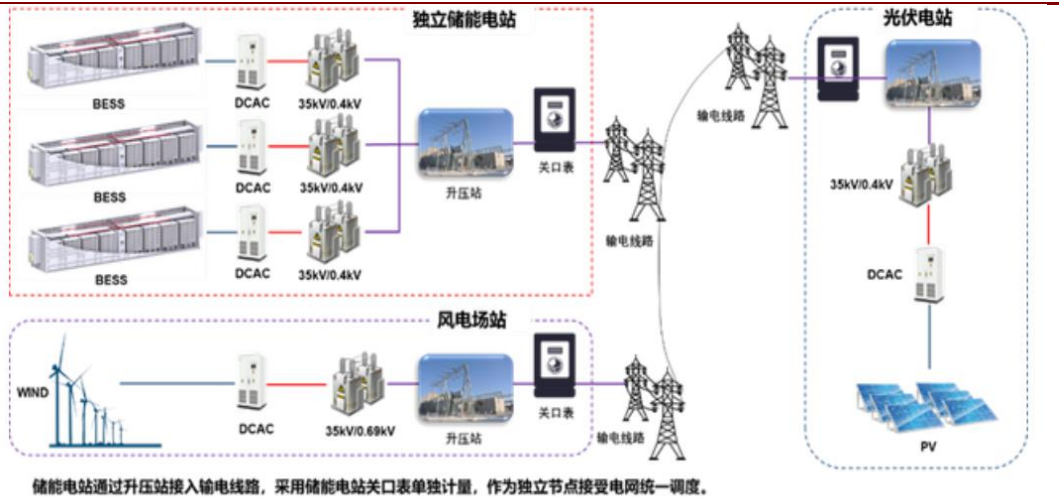 独立储能电站
光伏电站
BESS
DCAC
35kV/0.4kV
输电线路
BESS
DCAC
35kV/0.4kV
升压站
关口表
输电线路
35kV/0.4kV
BESS
DCAC
35kV/0.4kV
DCAC
风电场站
WIND
DCAC
35kV/0.69kV
升压站
关口表
输电线路
PV
储能电站通过升压站接入输电线路，采用储能电站关口表单独计量，作为独立节点接受电网统一调度。